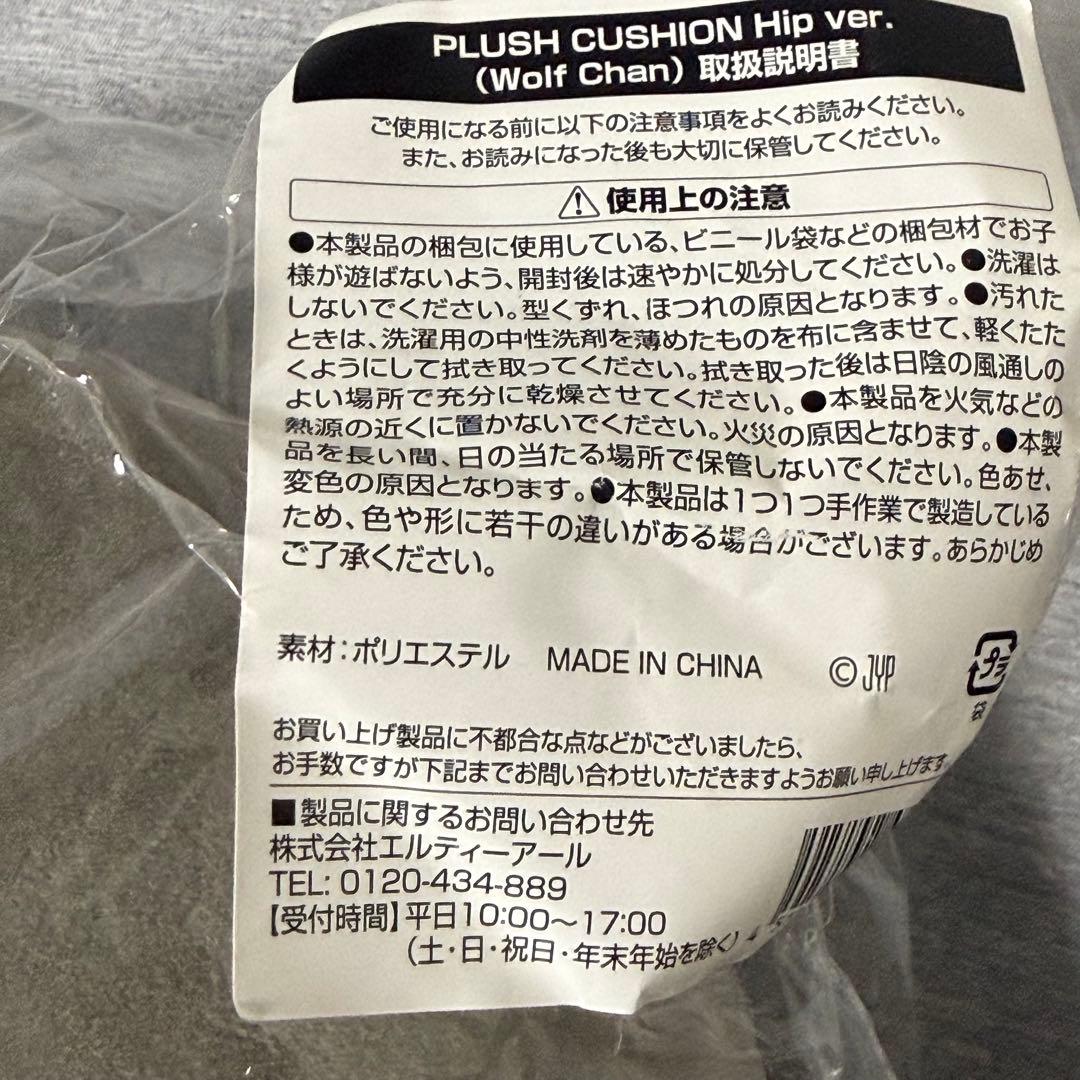 PLUSH CUSHION Hip ver.
(Wolf Chan) 取扱説明書
ご使用になる前に以下の注意事項をよくお読みください。
また、お読みになった後も大切に保管してください。
使用上の注意
●本製品の梱包に使用している、ビニール袋などの梱包材でお子
様が遊ばないよう、開封後は速やかに処分してください。●洗濯は
しないでください。型くずれ、ほつれの原因となります。●汚れた
ときは、洗濯用の中性洗剤を薄めたものを布に含ませて、軽くたた
くようにして拭き取ってください。拭き取った後は日陰の風通しの
よい場所で充分に乾燥させてください。●本製品を火気などの
熱源の近くに置かないでください。火災の原因となります。●本製
品を長い間、日の当たる場所で保管しないでください。色あせ、
変色の原因となります。●本製品は1つ1つ手作業で製造している
ため、色や形に若干の違いがある場合がございます。あらかじめ
ご了承ください。
素材：ポリエステル MADE IN CHINA © JYP
プラ
袋
お買い上げ製品に不都合な点などがございましたら、
お手数ですが下記までお問い合わせいただきますようお願い申し上げます
■製品に関するお問い合わせ先
株式会社エルティーアール
TEL: 0120-434-889
【受付時間】平日10:00〜17:00
（土・日・祝日・年末年始を除く）